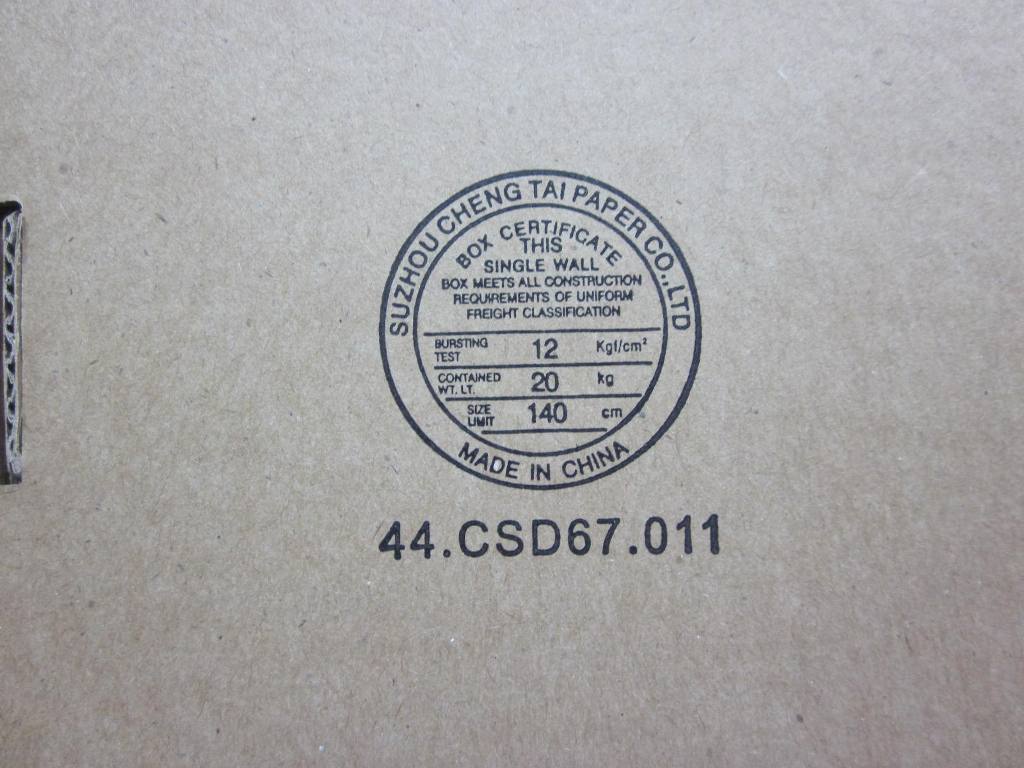 SUZHOU CHENG TAI PAPER CO.,LTD
BOX CERTIFICATE
THIS
SINGLE WALL
BOX MEETS ALL CONSTRUCTION
REQUIREMENTS OF UNIFORM
FREIGHT CLASSIFICATION
BURSTING TEST 12 Kgf/cm²
CONTAINED WT. LT. 20 kg
SIZE LIMIT 140 cm
MADE IN CHINA
44.CSD67.011